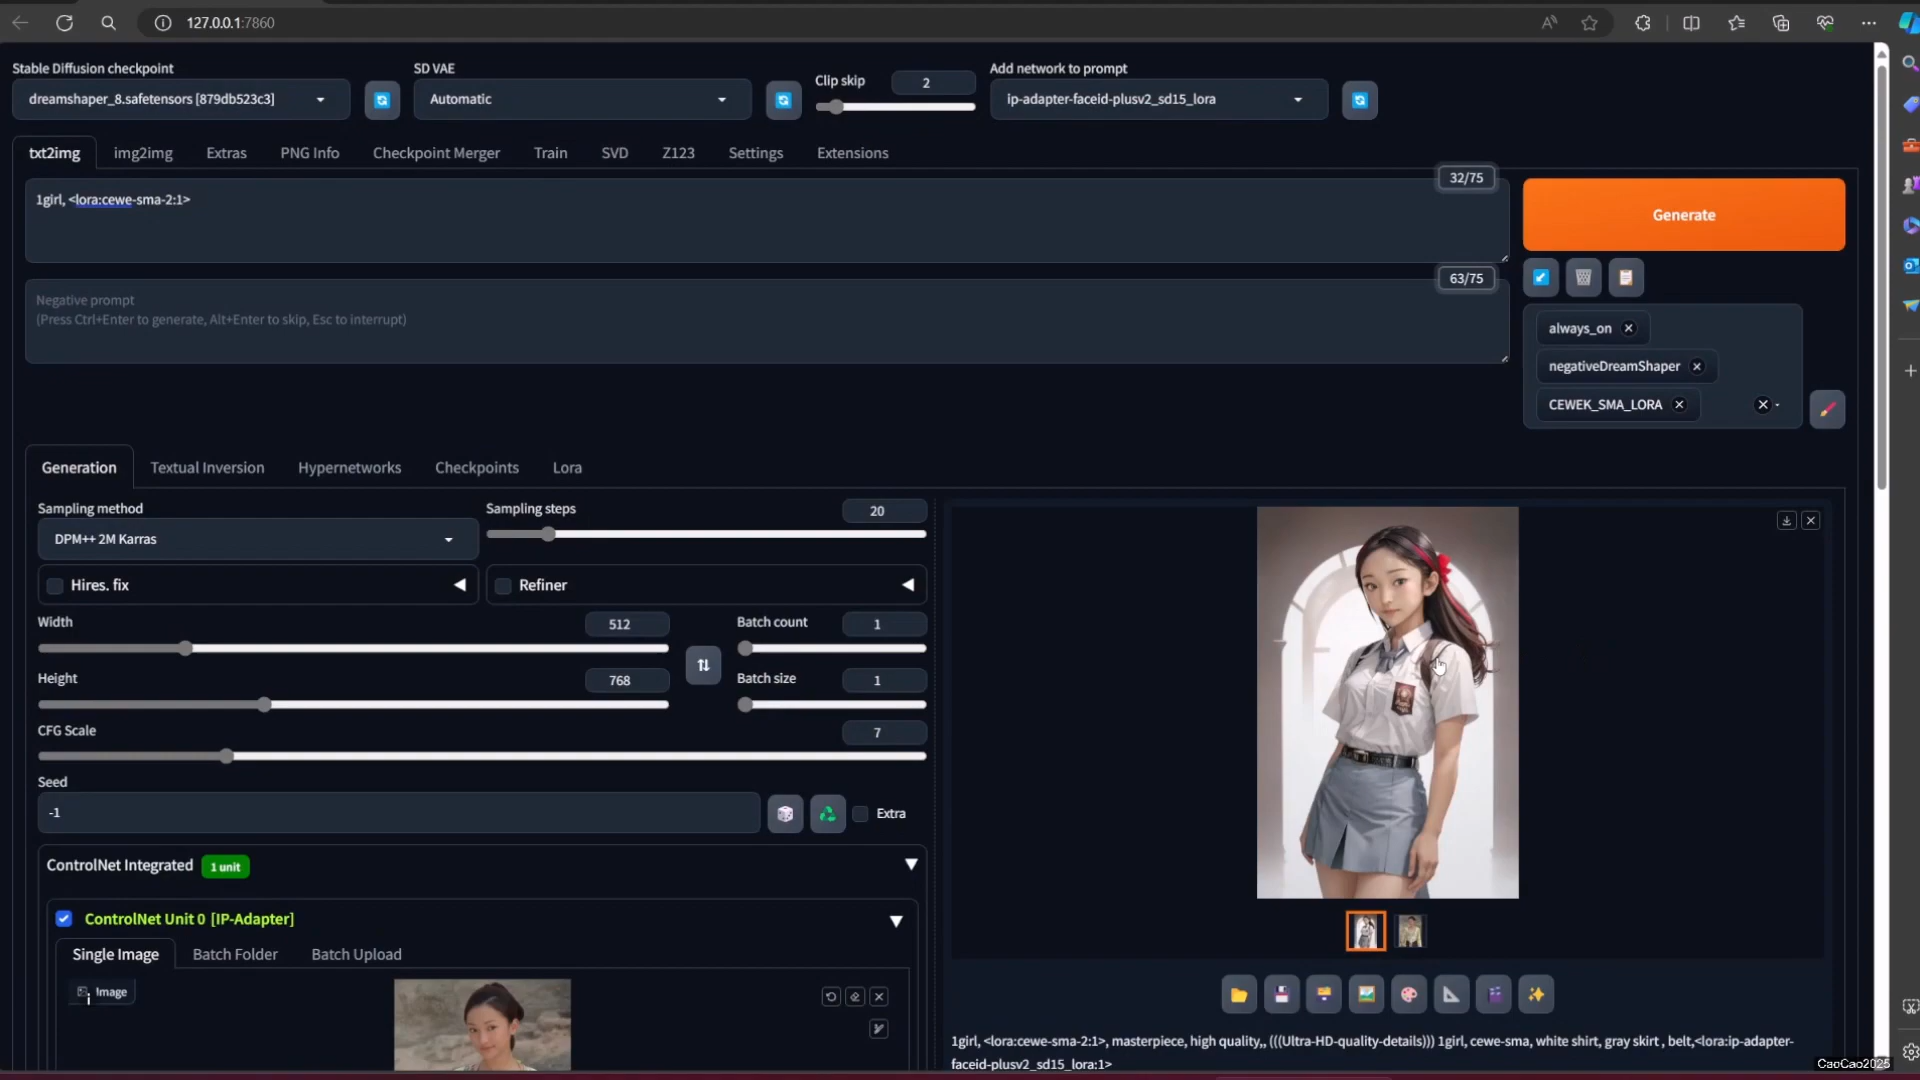 127.0.0.1:7860
Stable Diffusion checkpoint
SD VAE
Clip skip
2
Add network to prompt
dreamshaper_8.safetensors [879db523c3]
Automatic
ip-adapter-faceid-plusv2_sd15_lora
txt2img
img2img
Extras
PNG Info
Checkpoint Merger
Train
SVD
Z123
Settings
Extensions
32/75
1girl, <lora:cewe-sma-2:1>
Generate
63/75
Negative prompt
(Press Ctrl+Enter to generate, Alt+Enter to skip, Esc to interrupt)
always_on
negativeDreamShaper
CEWEK_SMA_LORA
Generation
Textual Inversion
Hypernetworks
Checkpoints
Lora
Sampling method
DPM++ 2M Karras
Sampling steps
20
Hires. fix
Refiner
Width
512
Batch count
1
Height
768
Batch size
1
CFG Scale
7
Seed
-1
Extra
ControlNet Integrated
1 unit
ControlNet Unit 0 [IP-Adapter]
Single Image
Batch Folder
Batch Upload
Image
1girl, <lora:cewe-sma-2:1>, masterpiece, high quality,, (((Ultra-HD-quality-details))) 1girl, cewe-sma, white shirt, gray skirt , belt,<lora:ip-adapter-
faceid-plusv2_sd15_lora:1>
CaoCao2025